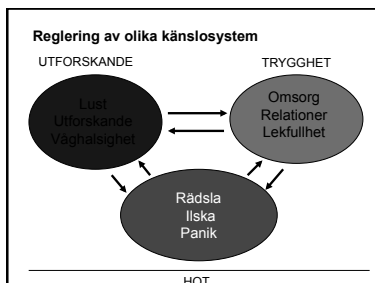 Reglering av olika känslosystem
UTFORSKANDE
TRYGGHET
Lust
Utforskande
Våghalsighet
Omsorg
Relationer
Lekfullhet
Rädsla
Ilska
Panik
HOT